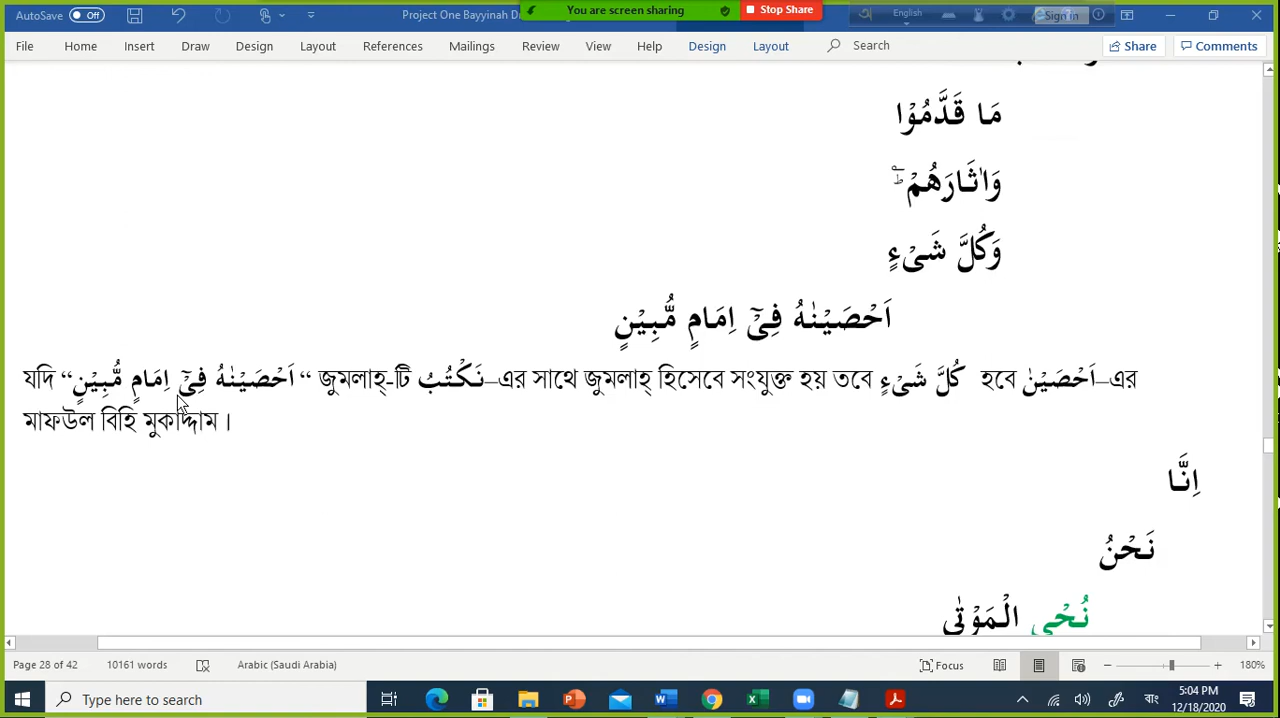 AutoSave Off
Project One Bayyinah D
You are screen sharing
Stop Share
English
Sign in
File Home Insert Draw Design Layout References Mailings Review View Help Design Layout Search Share Comments
مَا قَدَّمُوْا
وَاٰثَارَهُمْ ؕ
وَكُلَّ شَیْءٍ
اَحْصَیْنٰهُ فِیْۤ اِمَامٍ مُّبِیْنٍ
যদি “اَحْصَیْنٰهُ فِیْۤ اِمَامٍ مُّبِیْنٍ “ জুমলাহ্-টি نَكْتُبُ–এর সাথে জুমলাহ্ হিসেবে সংযুক্ত হয় তবে كُلَّ شَیْءٍ হবে اَحْصَیْنٰ–এর
মাফউল বিহি মুকাদ্দাম।
اِنَّا
نَحْنُ
نُحْیِ الْمَوْتٰی
Page 28 of 42 10161 words Arabic (Saudi Arabia) Focus 180%
Type here to search
বাং
5:04 PM
12/18/2020